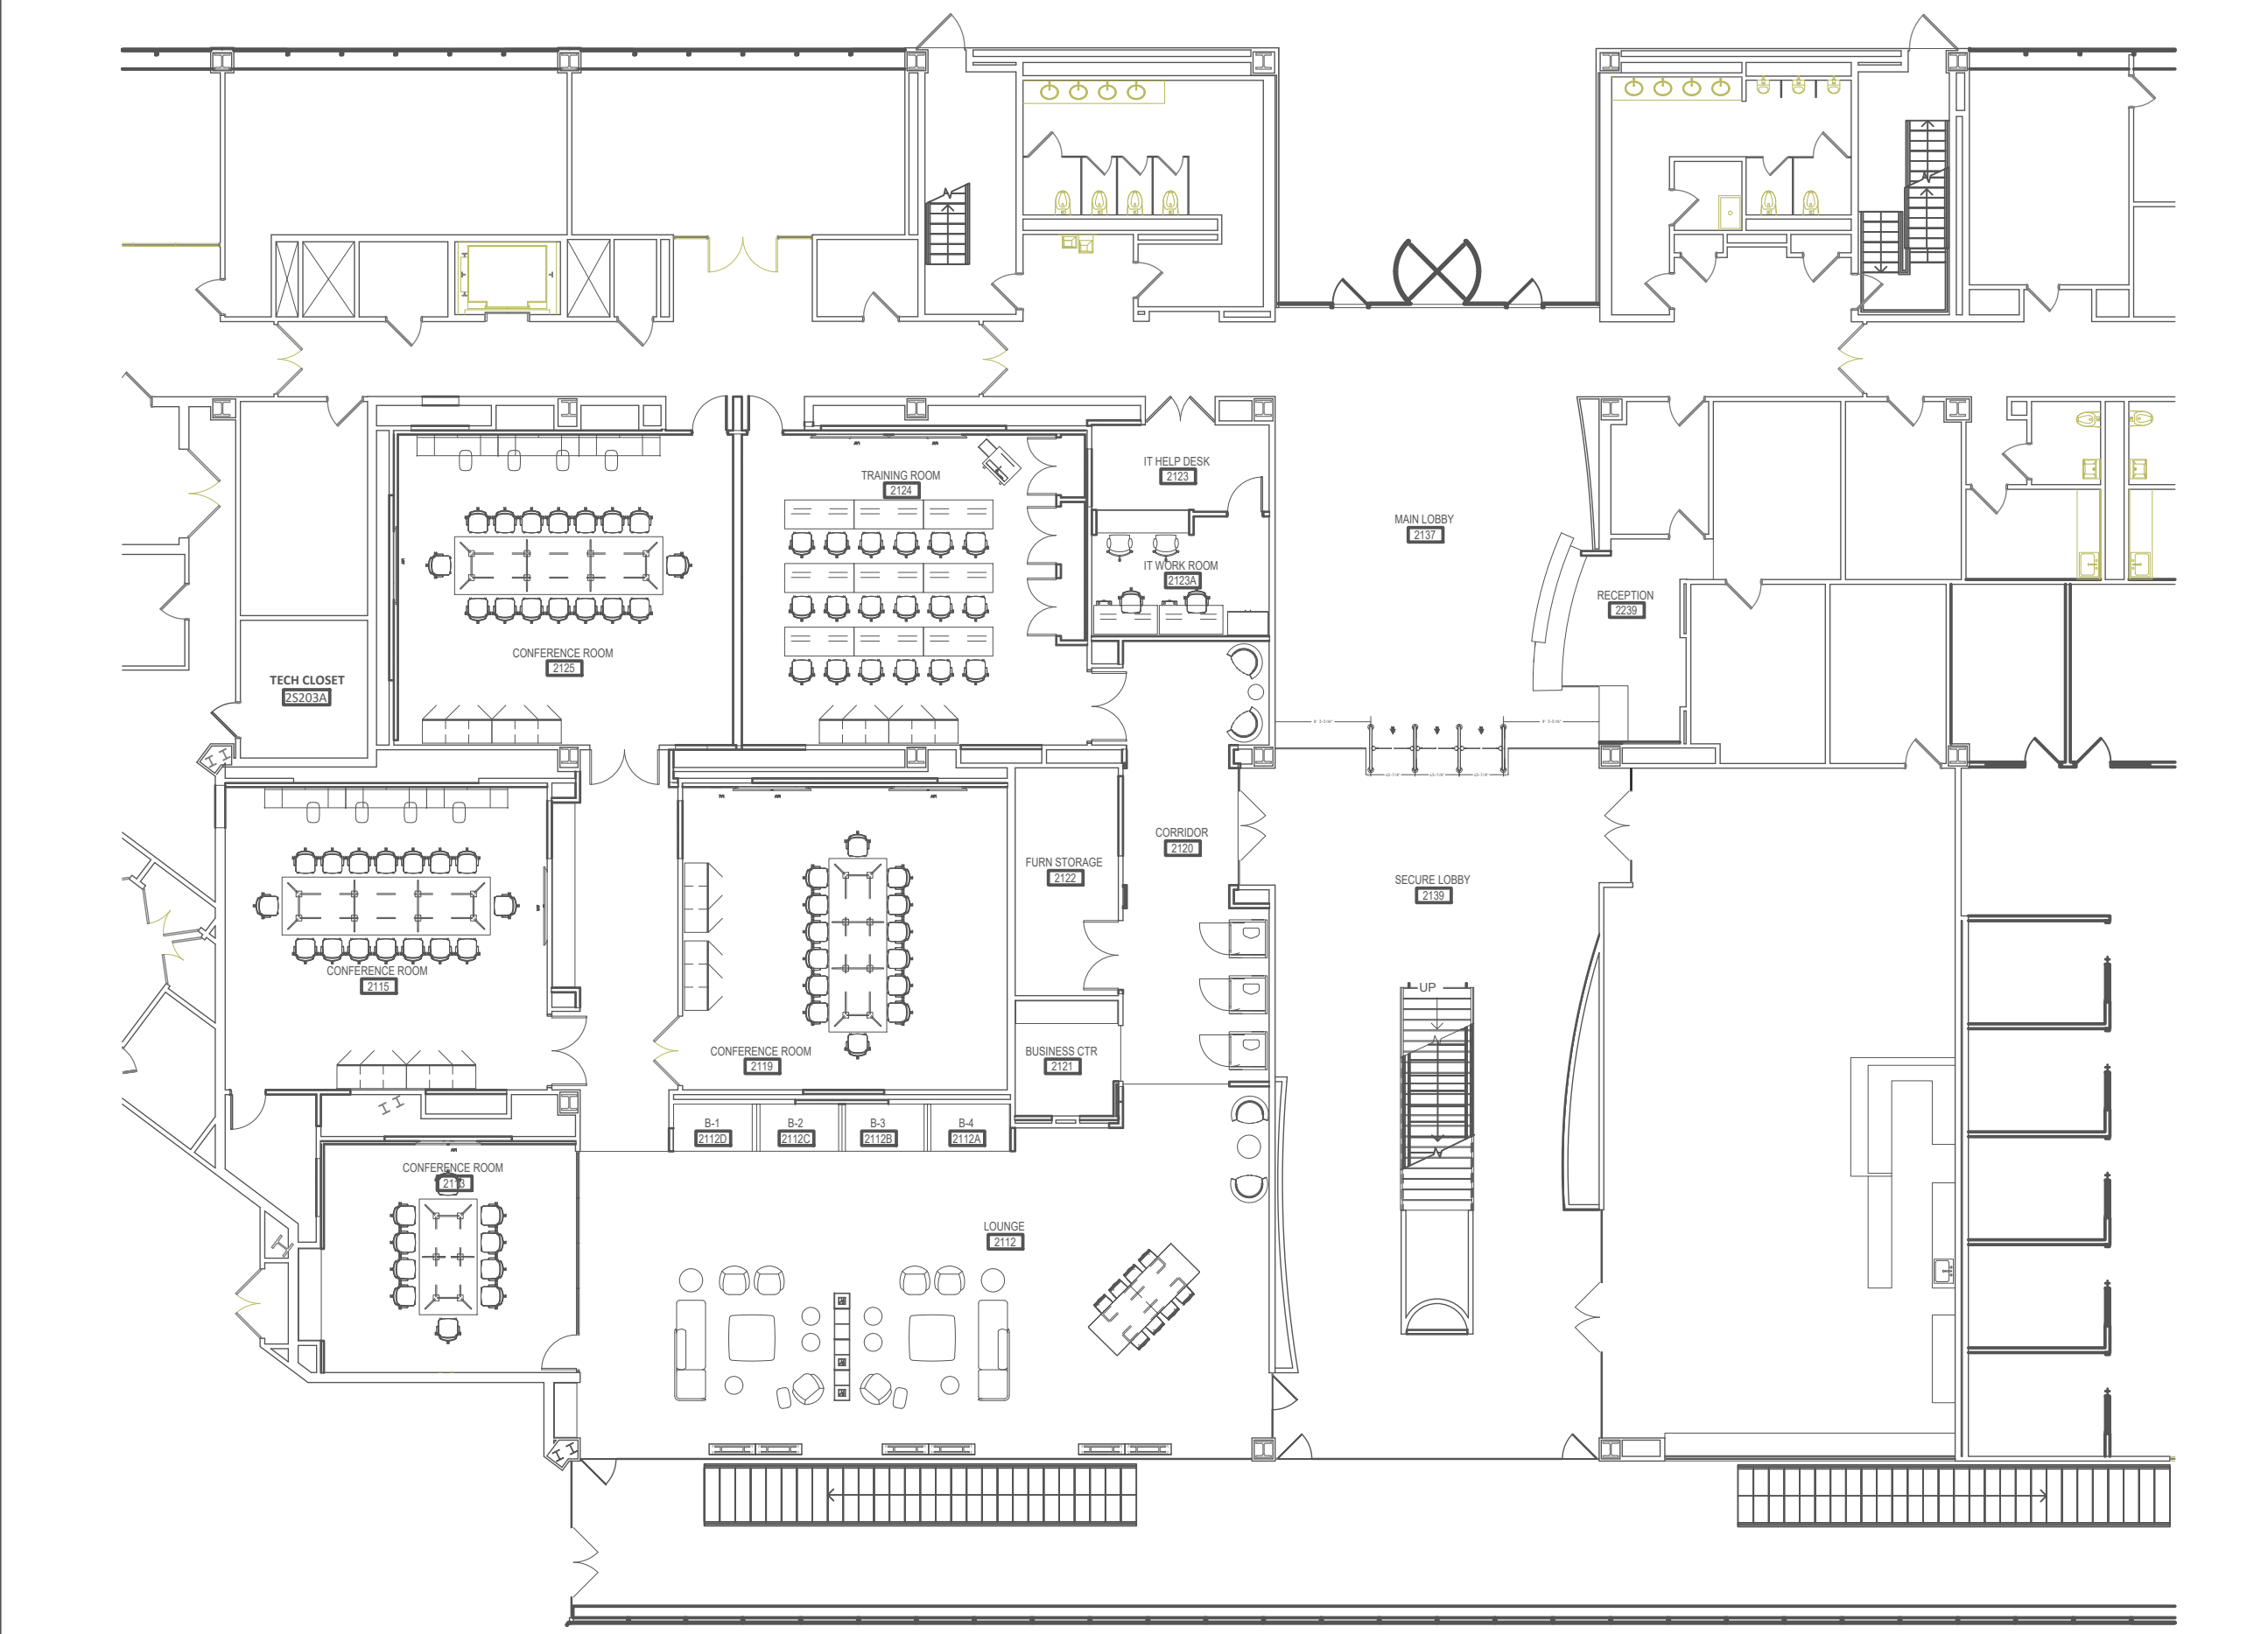 IT HELP DESK
2123
TRAINING ROOM
2124
MAIN LOBBY
2137
IT WORK ROOM
2123A
RECEPTION
2239
CONFERENCE ROOM
2125
TECH CLOSET
2S203A
CORRIDOR
2120
FURN STORAGE
2122
SECURE LOBBY
2139
CONFERENCE ROOM
2115
UP
CONFERENCE ROOM
2119
BUSINESS CTR
2121
B-1
2112D
B-2
2112C
B-3
2112B
B-4
2112A
CONFERENCE ROOM
2113
LOUNGE
2112